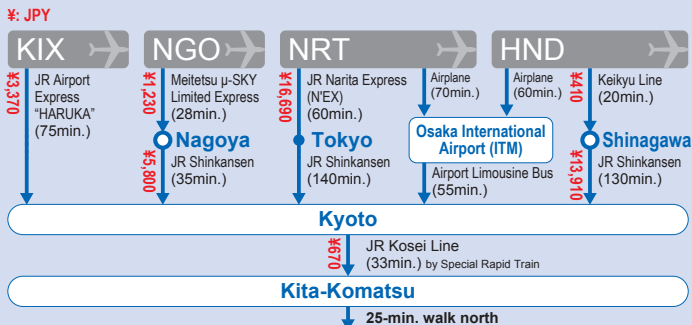 ¥: JPY
KIX
NGO
NRT
HND
¥3,370
JR Airport
Express
“HARUKA”
(75min.)
¥1,230
Meitetsu µ-SKY
Limited Express
(28min.)
Nagoya
¥5,800
JR Shinkansen
(35min.)
¥16,690
JR Narita Express
(N'EX)
(60min.)
Tokyo
JR Shinkansen
(140min.)
Airplane
(70min.)
Airplane
(60min.)
Osaka International
Airport (ITM)
Airport Limousine Bus
(55min.)
¥410
Keikyu Line
(20min.)
Shinagawa
¥13,910
JR Shinkansen
(130min.)
Kyoto
¥670
JR Kosei Line
(33min.) by Special Rapid Train
Kita-Komatsu
25-min. walk north